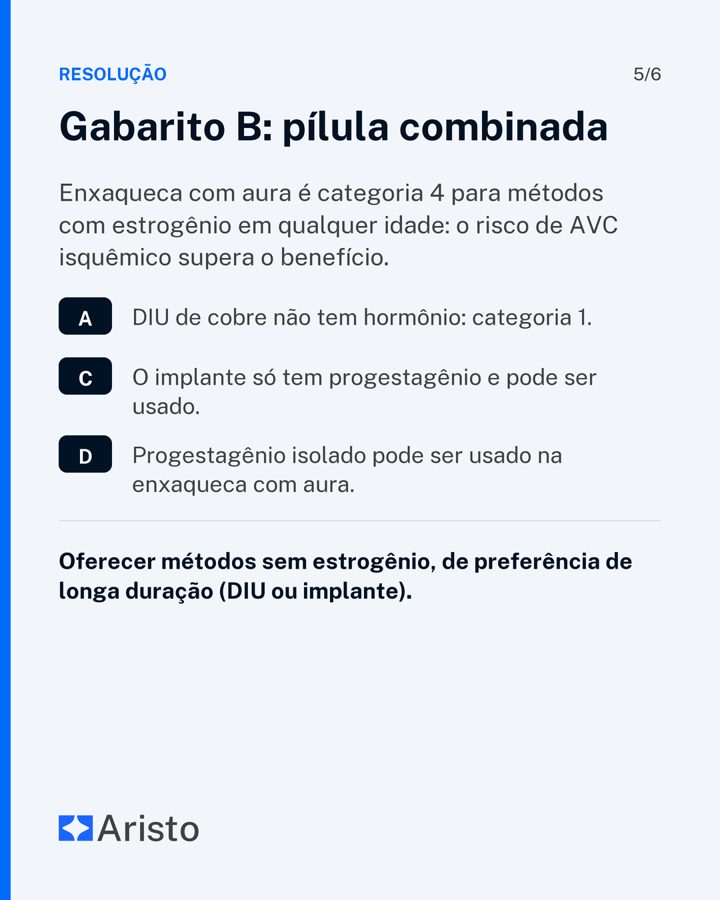 RESOLUÇÃO
5/6
Gabarito B: pílula combinada
Enxaqueca com aura é categoria 4 para métodos
com estrogênio em qualquer idade: o risco de AVC
isquêmico supera o benefício.
A
DIU de cobre não tem hormônio: categoria 1.
C
O implante só tem progestagênio e pode ser
usado.
D
Progestagênio isolado pode ser usado na
enxaqueca com aura.
Oferecer métodos sem estrogênio, de preferência de
longa duração (DIU ou implante).
Aristo